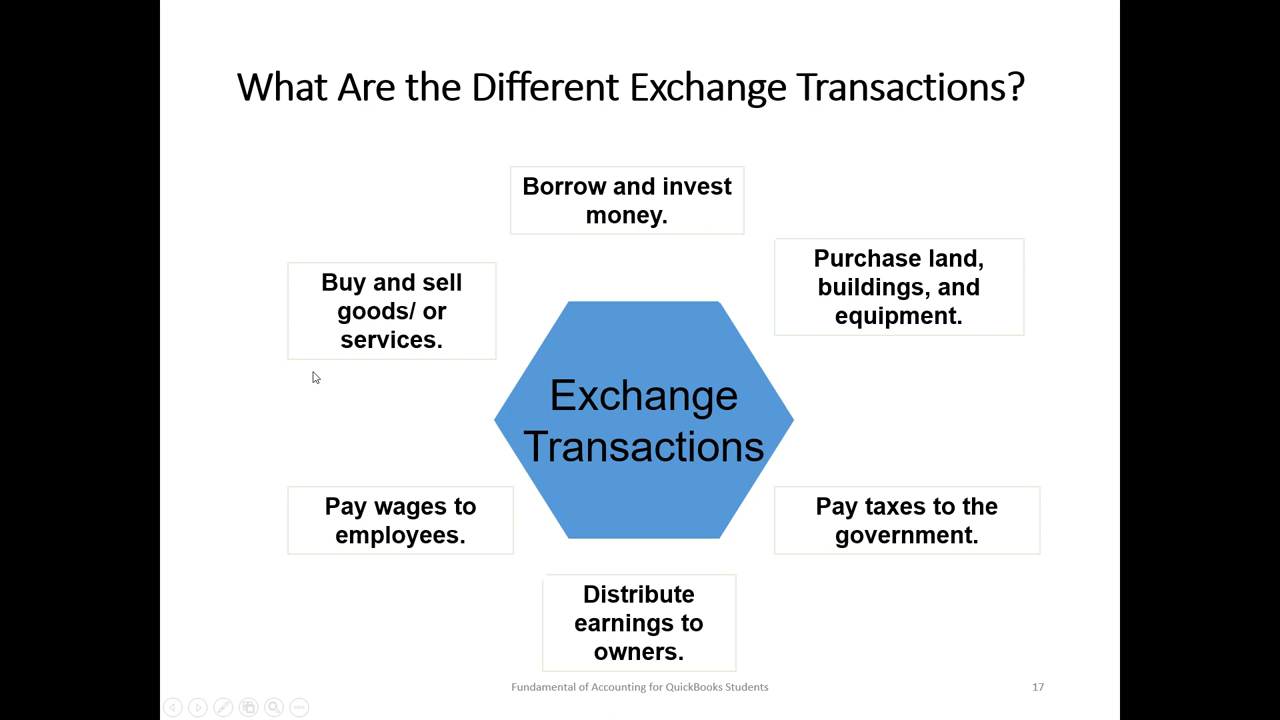 What Are the Different Exchange Transactions?
Borrow and invest
money.
Purchase land,
buildings, and
equipment.
Buy and sell
goods/ or
services.
Exchange
Transactions
Pay wages to
employees.
Pay taxes to the
government.
Distribute
earnings to
owners.
Fundamental of Accounting for QuickBooks Students
17